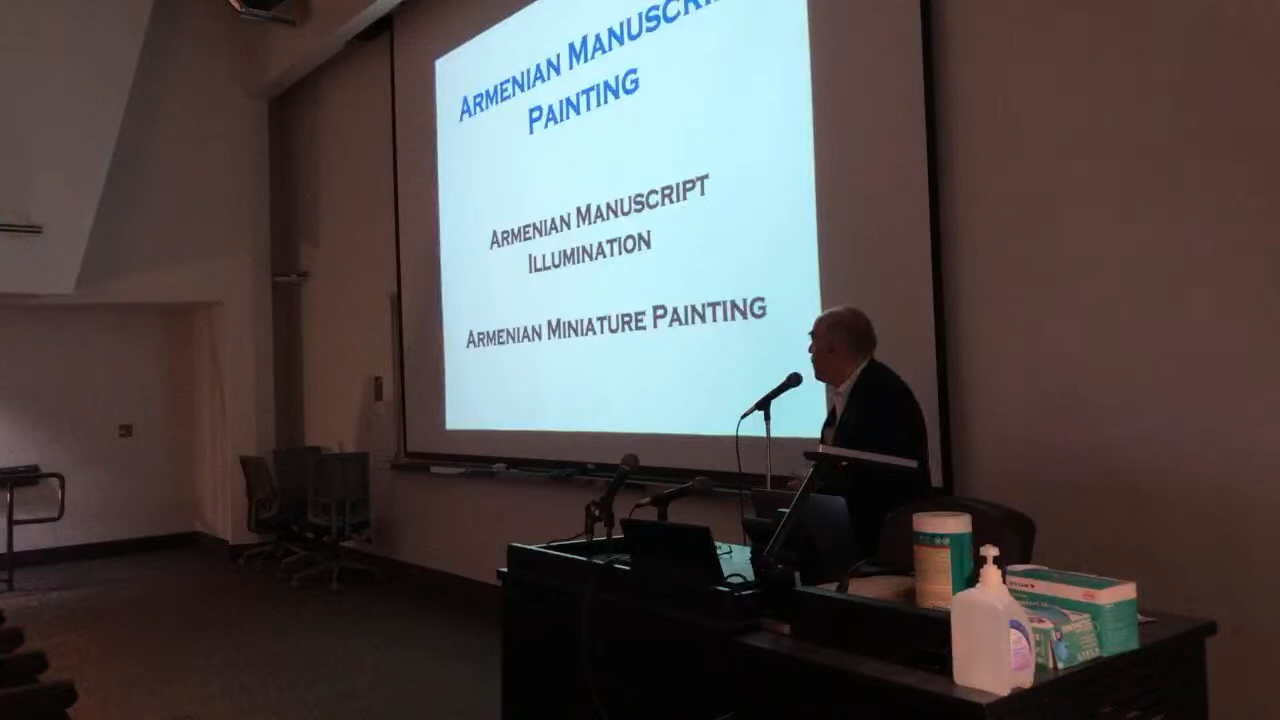 ARMENIAN MANUSCRI
PAINTING
ARMENIAN MANUSCRIPT
ILLUMINATION
ARMENIAN MINIATURE PAINTING